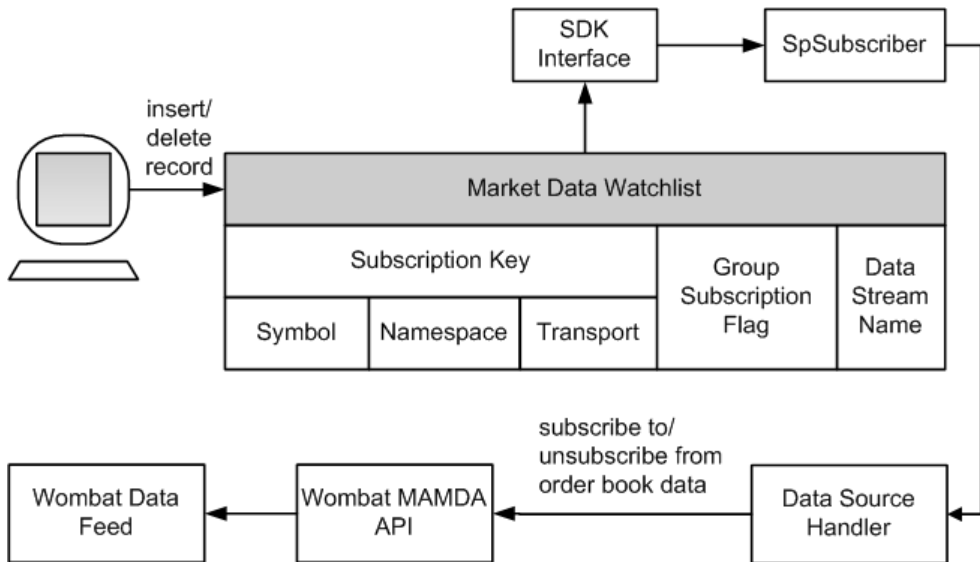 SDK
Interface
SpSubscriber
insert/
delete
record
Market Data Watchlist
Subscription Key
Group
Subscription
Flag
Data
Stream
Name
Symbol
Namespace
Transport
subscribe to/
unsubscribe from
order book data
Wombat Data
Feed
Wombat MAMDA
API
Data Source
Handler